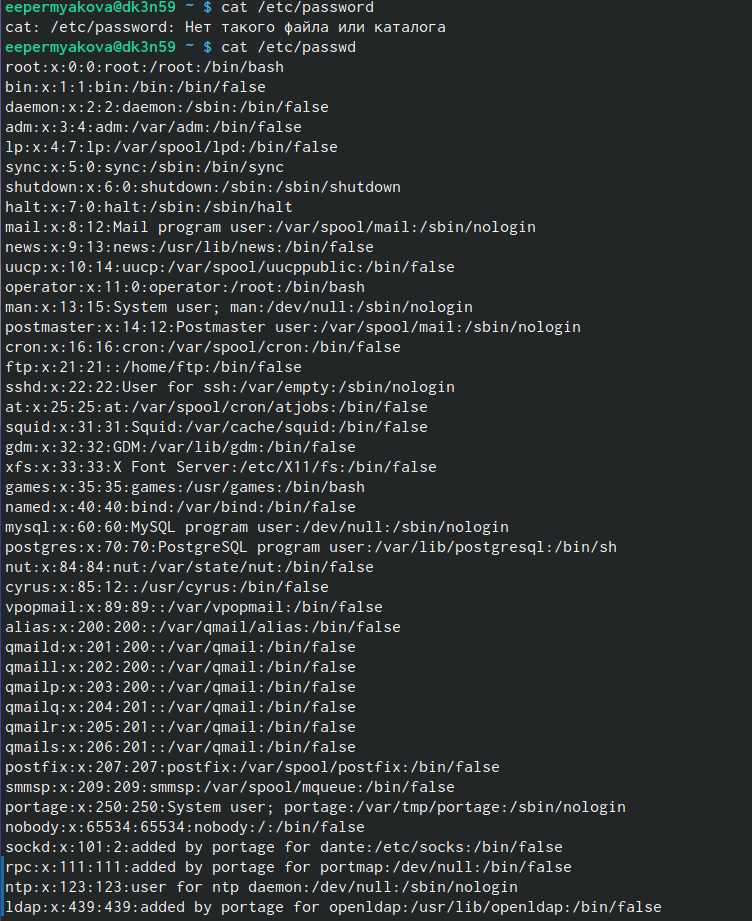 eepermyakova@dk3n59 ~ $ cat /etc/password
cat: /etc/password: Нет такого файла или каталога
eepermyakova@dk3n59 ~ $ cat /etc/passwd
root:x:0:0:root:/root:/bin/bash
bin:x:1:1:bin:/bin:/bin/false
daemon:x:2:2:daemon:/sbin:/bin/false
adm:x:3:4:adm:/var/adm:/bin/false
lp:x:4:7:lp:/var/spool/lpd:/bin/false
sync:x:5:0:sync:/sbin:/bin/sync
shutdown:x:6:0:shutdown:/sbin:/sbin/shutdown
halt:x:7:0:halt:/sbin:/sbin/halt
mail:x:8:12:Mail program user:/var/spool/mail:/sbin/nologin
news:x:9:13:news:/usr/lib/news:/bin/false
uucp:x:10:14:uucp:/var/spool/uucppublic:/bin/false
operator:x:11:0:operator:/root:/bin/bash
man:x:13:15:System user; man:/dev/null:/sbin/nologin
postmaster:x:14:12:Postmaster user:/var/spool/mail:/sbin/nologin
cron:x:16:16:cron:/var/spool/cron:/bin/false
ftp:x:21:21::/home/ftp:/bin/false
sshd:x:22:22:User for ssh:/var/empty:/sbin/nologin
at:x:25:25:at:/var/spool/cron/atjobs:/bin/false
squid:x:31:31:Squid:/var/cache/squid:/bin/false
gdm:x:32:32:GDM:/var/lib/gdm:/bin/false
xfs:x:33:33:X Font Server:/etc/X11/fs:/bin/false
games:x:35:35:games:/usr/games:/bin/bash
named:x:40:40:bind:/var/bind:/bin/false
mysql:x:60:60:MySQL program user:/dev/null:/sbin/nologin
postgres:x:70:70:PostgreSQL program user:/var/lib/postgresql:/bin/sh
nut:x:84:84:nut:/var/state/nut:/bin/false
cyrus:x:85:12::/usr/cyrus:/bin/false
vpopmail:x:89:89::/var/vpopmail:/bin/false
alias:x:200:200::/var/qmail/alias:/bin/false
qmaild:x:201:200::/var/qmail:/bin/false
qmaill:x:202:200::/var/qmail:/bin/false
qmailp:x:203:200::/var/qmail:/bin/false
qmailq:x:204:201::/var/qmail:/bin/false
qmailr:x:205:201::/var/qmail:/bin/false
qmails:x:206:201::/var/qmail:/bin/false
postfix:x:207:207:postfix:/var/spool/postfix:/bin/false
smmsp:x:209:209:smmsp:/var/spool/mqueue:/bin/false
portage:x:250:250:System user; portage:/var/tmp/portage:/sbin/nologin
nobody:x:65534:65534:nobody:/:/bin/false
sockd:x:101:2:added by portage for dante:/etc/socks:/bin/false
rpc:x:111:111:added by portage for portmap:/dev/null:/bin/false
ntp:x:123:123:user for ntp daemon:/dev/null:/sbin/nologin
ldap:x:439:439:added by portage for openldap:/usr/lib/openldap:/bin/false